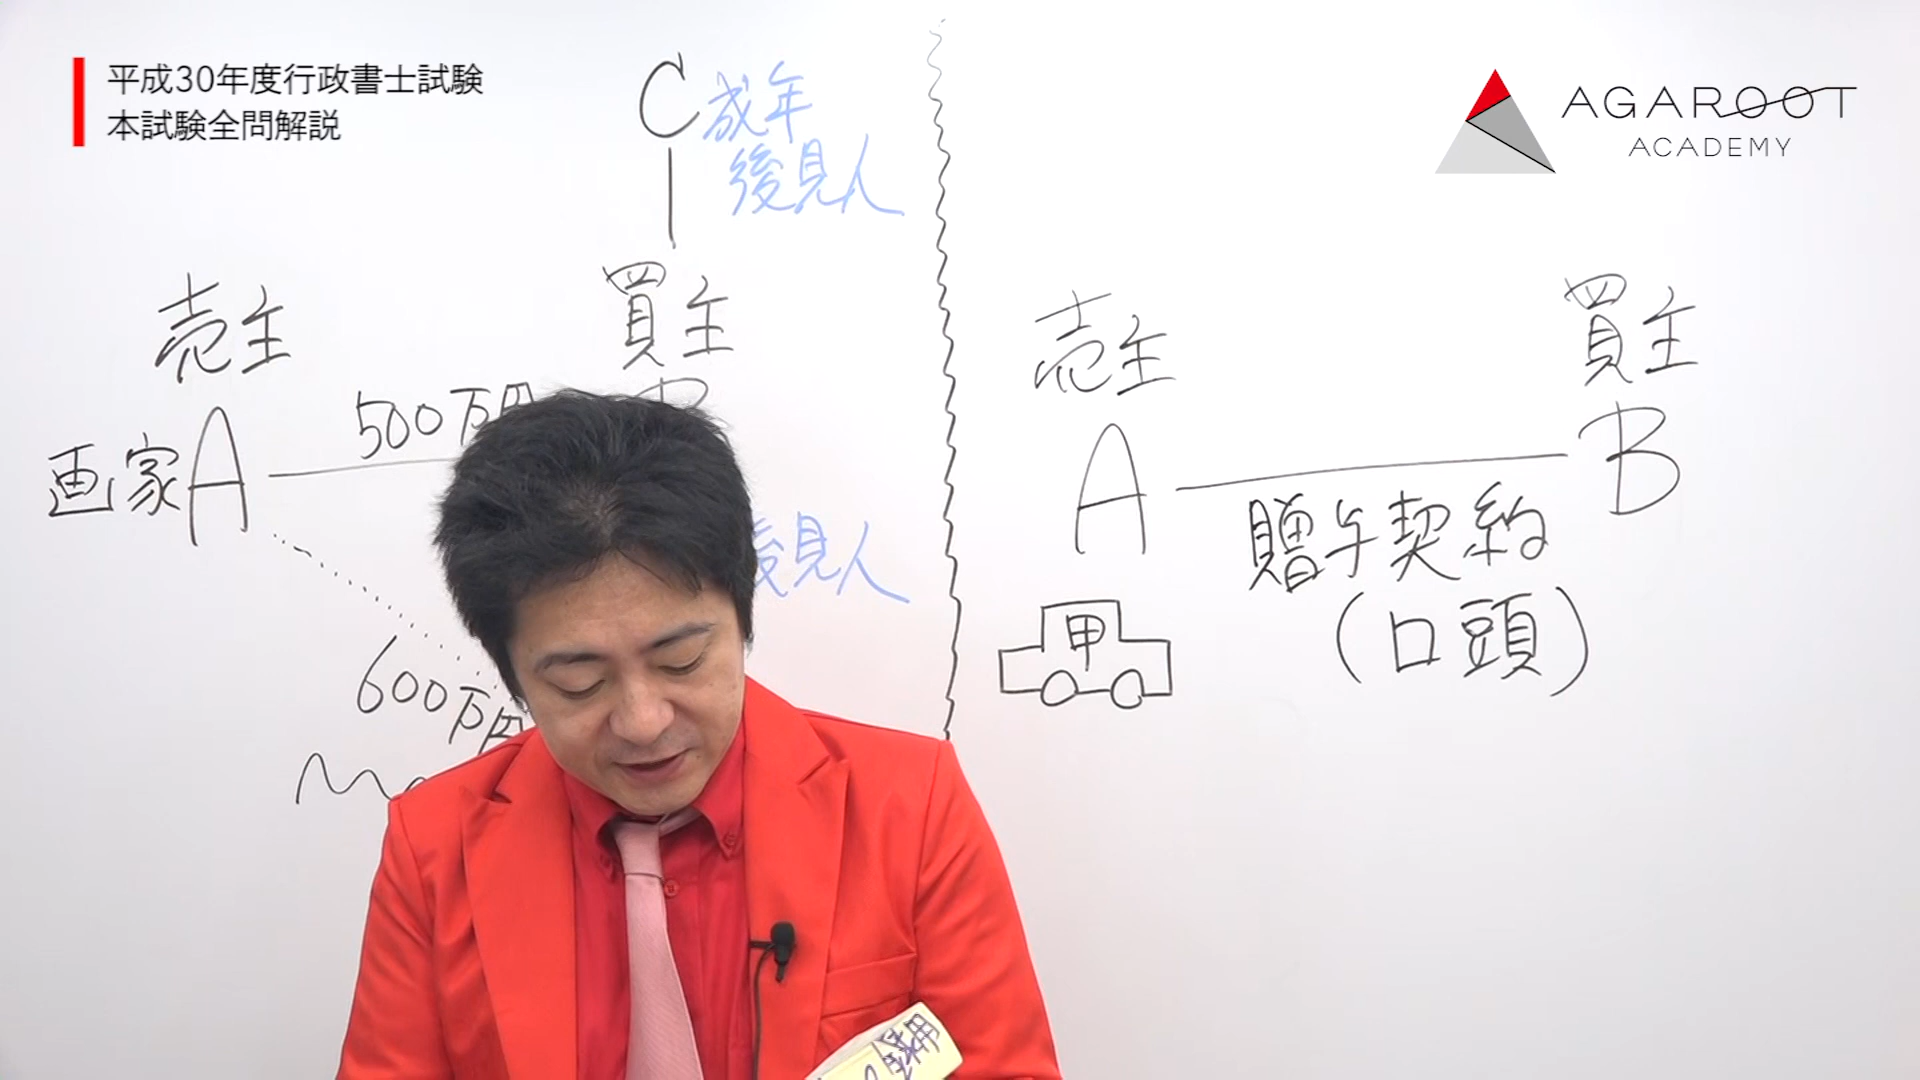 平成30年度行政書士試験
本試験全問解説
AGAROOT
ACADEMY
C 成年
後見人
売主
買主
500万円
画家 A
後見人
600万円
売主
買主
A
B
贈与契約
(口頭)
甲